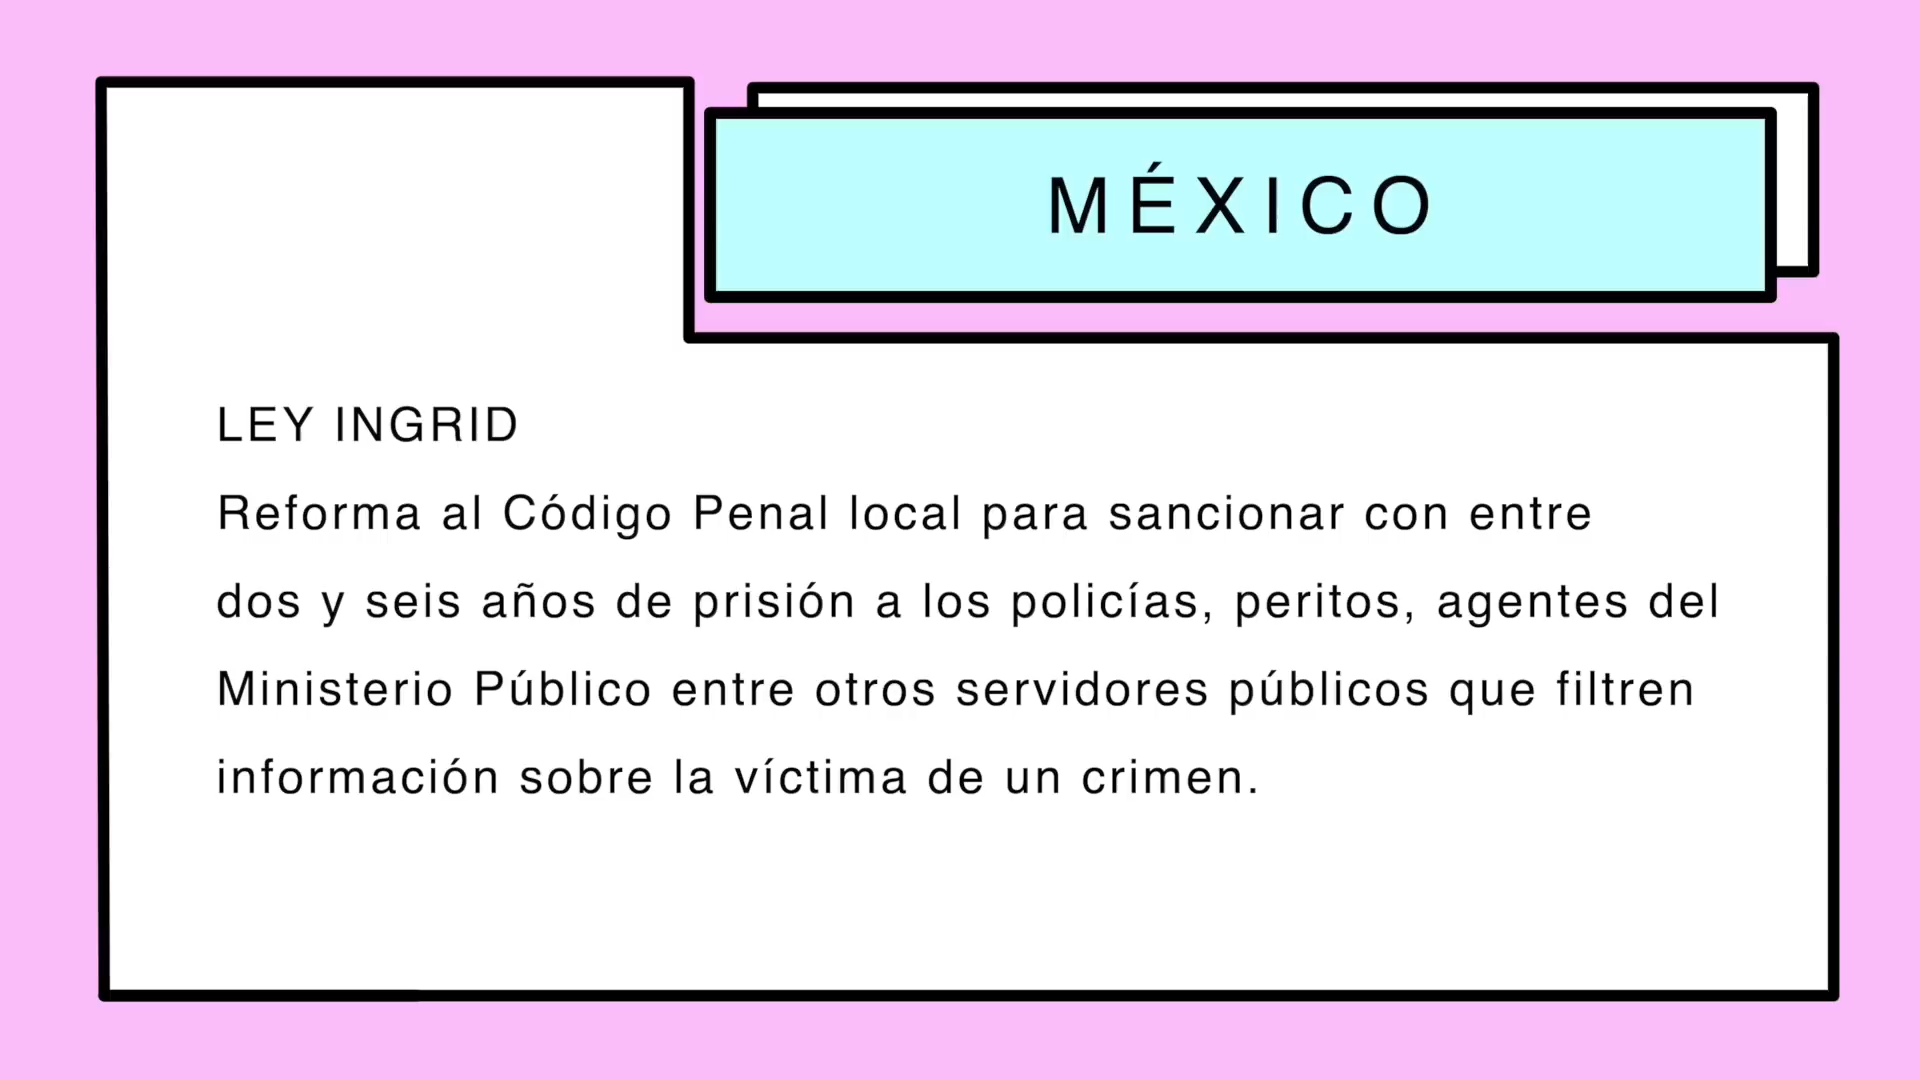 MÉXICO
LEY INGRID
Reforma al Código Penal local para sancionar con entre
dos y seis años de prisión a los policías, peritos, agentes del
Ministerio Público entre otros servidores públicos que filtren
información sobre la víctima de un crimen.